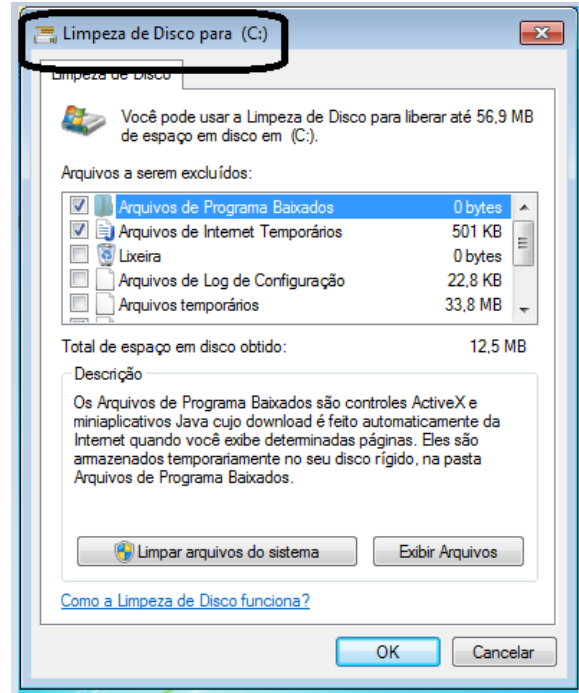 Limpeza de Disco para (C:)
Limpeza de Disco
Você pode usar a Limpeza de Disco para liberar até 56,9 MB
de espaço em disco em (C:).
Arquivos a serem excluídos:
Arquivos de Programa Baixados 0 bytes
Arquivos de Internet Temporários 501 KB
Lixeira 0 bytes
Arquivos de Log de Configuração 22,8 KB
Arquivos temporários 33,8 MB
Total de espaço em disco obtido: 12,5 MB
Descrição
Os Arquivos de Programa Baixados são controles ActiveX e
miniaplicativos Java cujo download é feito automaticamente da
Internet quando você exibe determinadas páginas. Eles são
armazenados temporariamente no seu disco rígido, na pasta
Arquivos de Programa Baixados.
Limpar arquivos do sistema Exibir Arquivos
Como a Limpeza de Disco funciona?
OK Cancelar